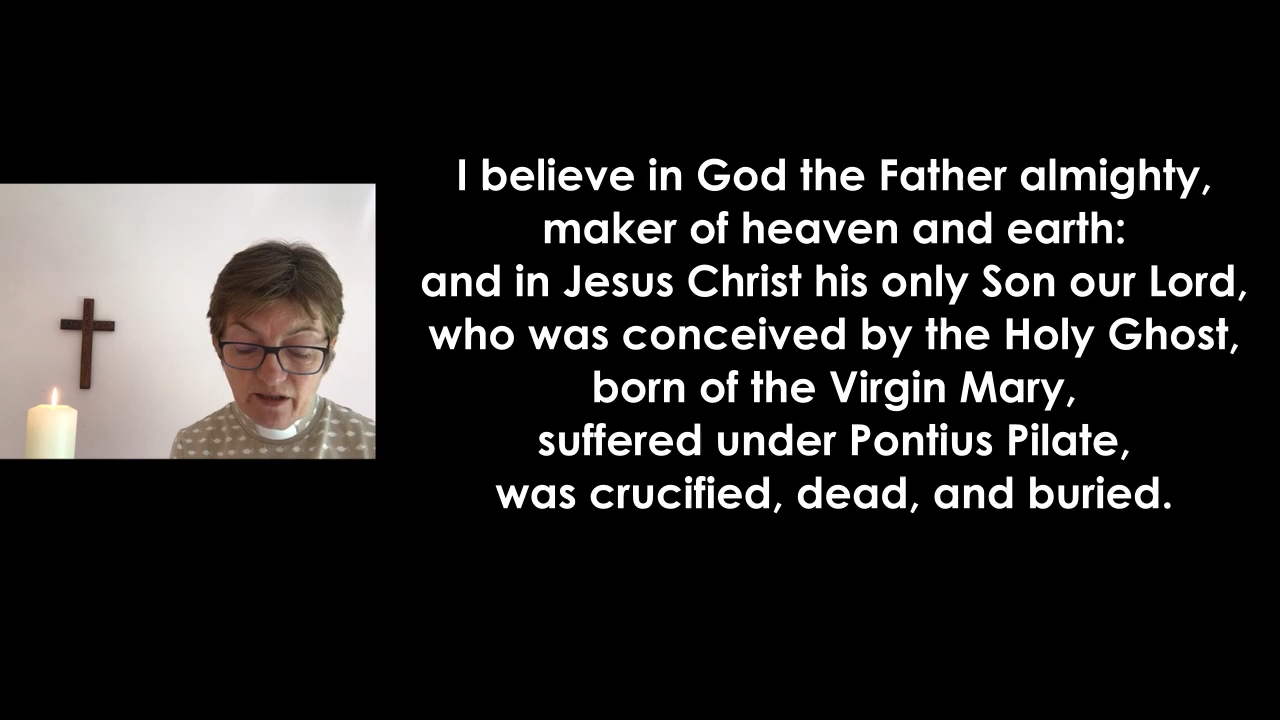 I believe in God the Father almighty,
maker of heaven and earth:
and in Jesus Christ his only Son our Lord,
who was conceived by the Holy Ghost,
born of the Virgin Mary,
suffered under Pontius Pilate,
was crucified, dead, and buried.